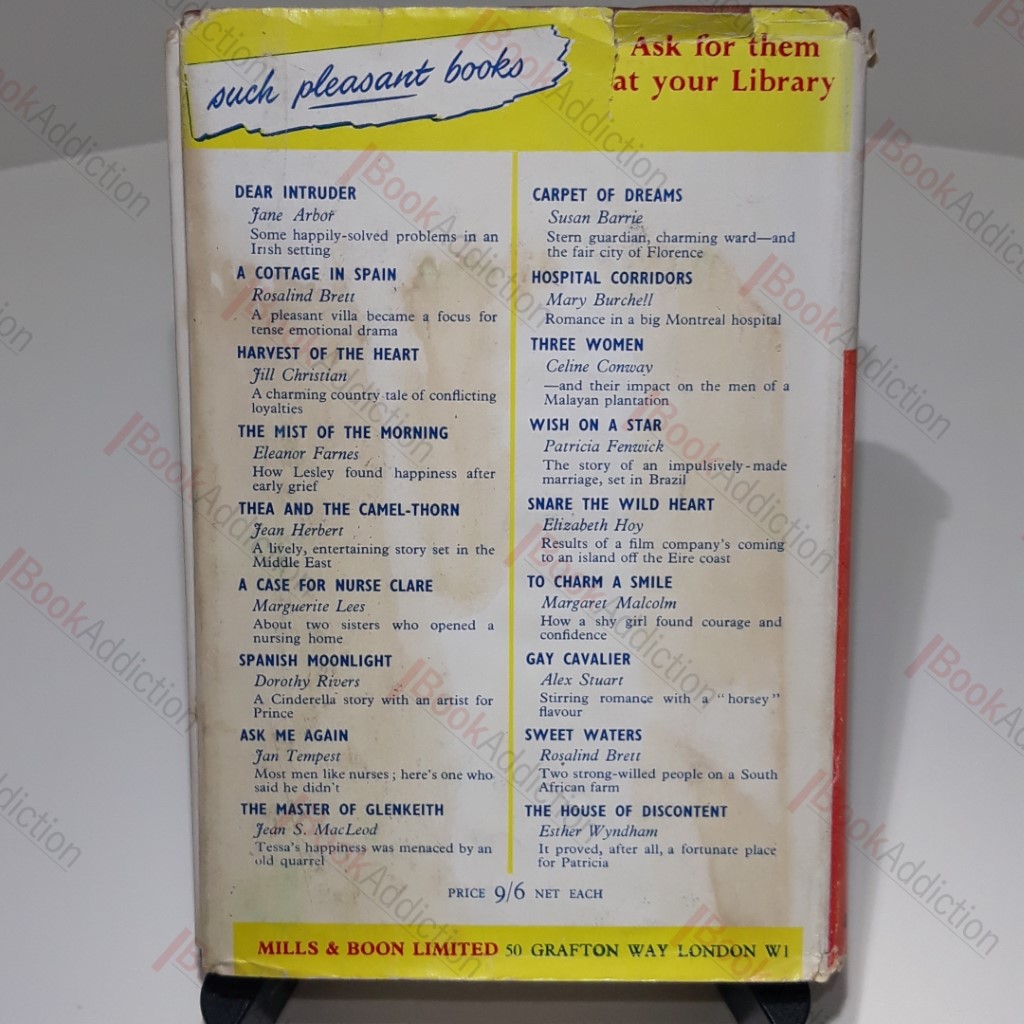 such pleasant books
Ask for them
at your Library
DEAR INTRUDER
Jane Arbor
Some happily-solved problems in an
Irish setting
A COTTAGE IN SPAIN
Rosalind Brett
A pleasant villa became a focus for
tense emotional drama
HARVEST OF THE HEART
Jill Christian
A charming country tale of conflicting
loyalties
THE MIST OF THE MORNING
Eleanor Farnes
How Lesley found happiness after
early grief
THEA AND THE CAMEL-THORN
Jean Herbert
A lively, entertaining story set in the
Middle East
A CASE FOR NURSE CLARE
Marguerite Lees
About two sisters who opened a
nursing home
SPANISH MOONLIGHT
Dorothy Rivers
A Cinderella story with an artist for
Prince
ASK ME AGAIN
Jan Tempest
Most men like nurses; here's one who
said he didn't
THE MASTER OF GLENKEITH
Jean S. MacLeod
Tessa's happiness was menaced by an
old quarrel
CARPET OF DREAMS
Susan Barrie
Stern guardian, charming ward—and
the fair city of Florence
HOSPITAL CORRIDORS
Mary Burchell
Romance in a big Montreal hospital
THREE WOMEN
Celine Conway
—and their impact on the men of a
Malayan plantation
WISH ON A STAR
Patricia Fenwick
The story of an impulsively-made
marriage, set in Brazil
SNARE THE WILD HEART
Elizabeth Hoy
Results of a film company's coming
to an island off the Eire coast
TO CHARM A SMILE
Margaret Malcolm
How a shy girl found courage and
confidence
GAY CAVALIER
Alex Stuart
Stirring romance with a "horsey"
flavour
SWEET WATERS
Rosalind Brett
Two strong-willed people on a South
African farm
THE HOUSE OF DISCONTENT
Esther Wyndham
It proved, after all, a fortunate place
for Patricia
PRICE 9/6 NET EACH
MILLS & BOON LIMITED 50 GRAFTON WAY LONDON W1
BookAddiction